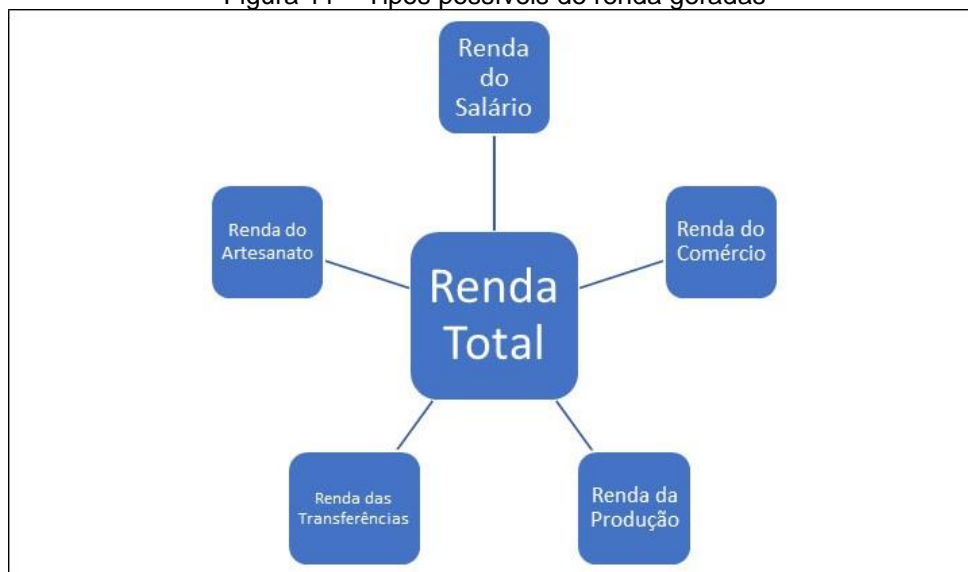 Renda
do
Salário
Renda do
Artesanato
Renda do
Comércio
Renda
Total
Renda das
Transferências
Renda da
Produção